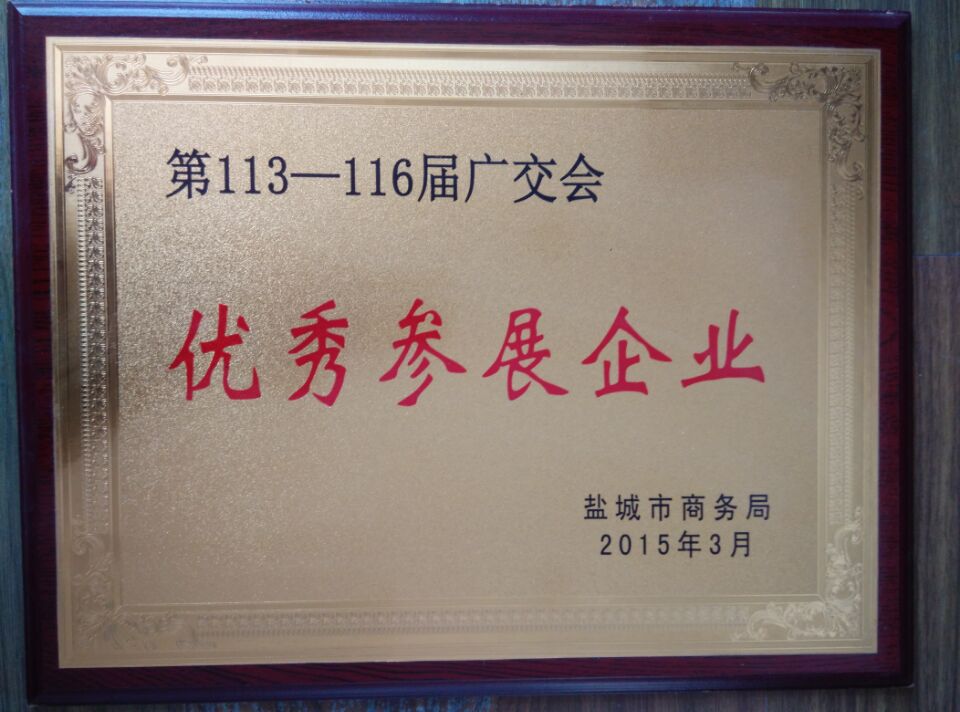 第113—116届广交会
优秀参展企业
盐城市商务局
2015年3月